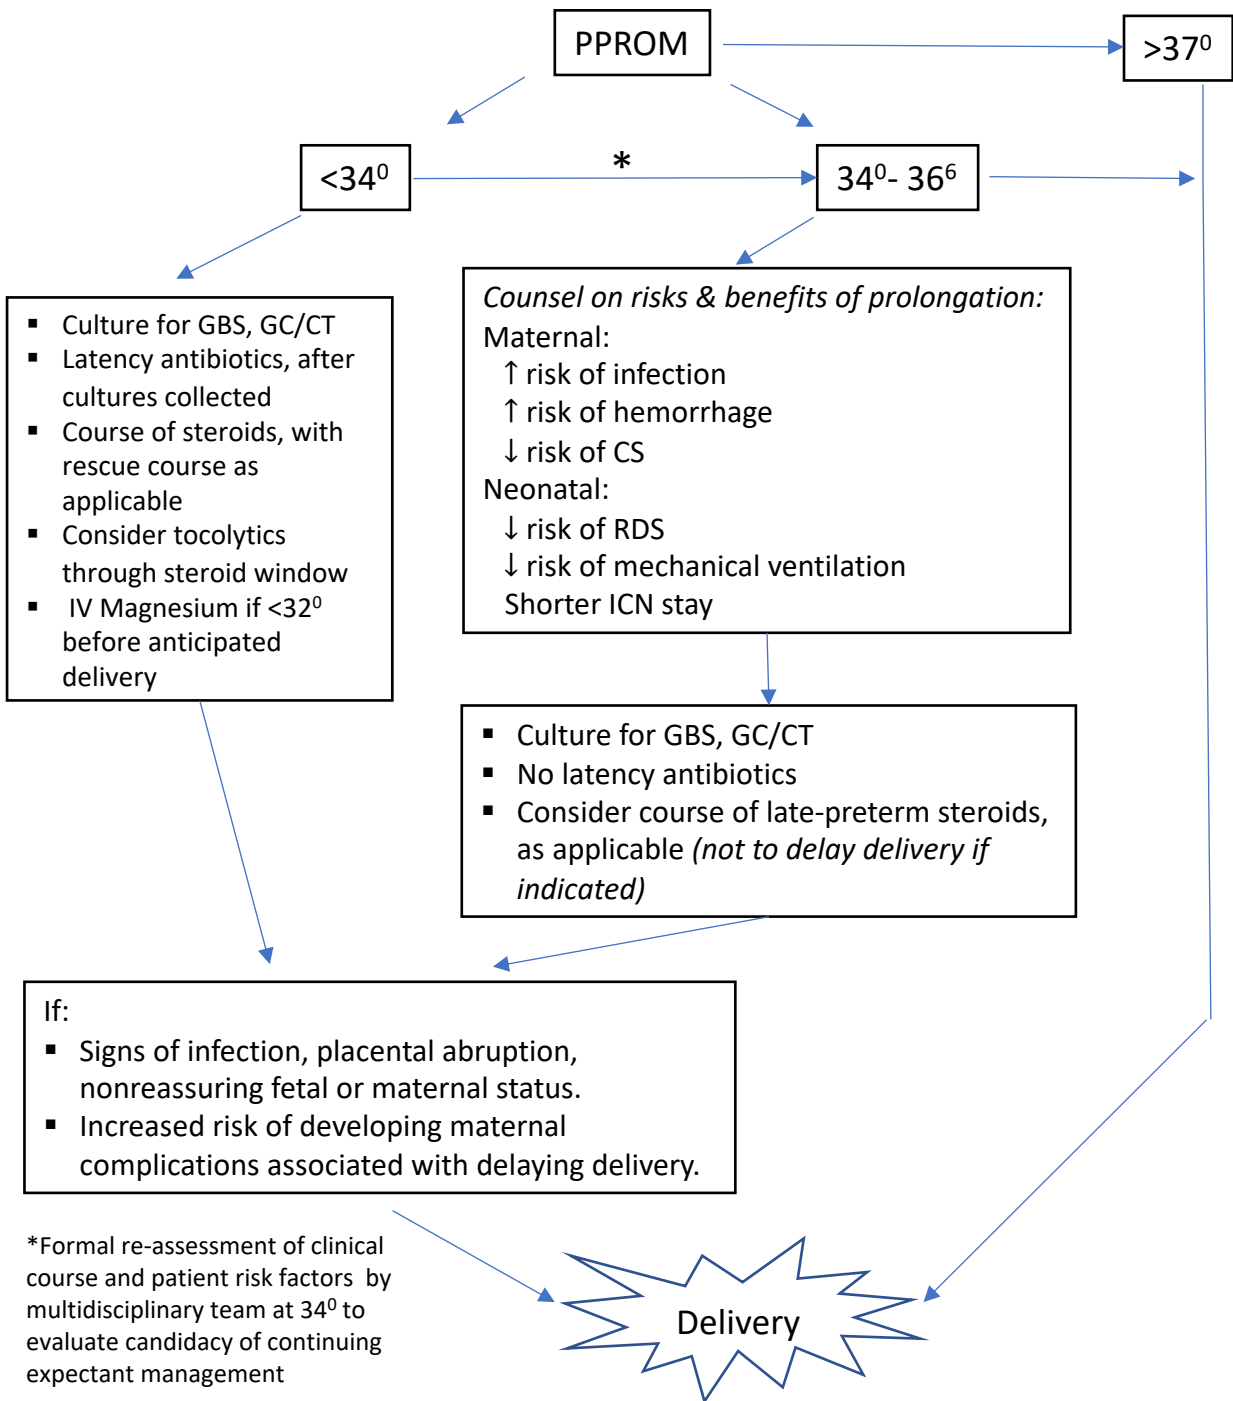 PPROM
>37⁰
<34⁰
*
34⁰- 36⁶
▪ Culture for GBS, GC/CT
▪ Latency antibiotics, after
cultures collected
▪ Course of steroids, with
rescue course as
applicable
▪ Consider tocolytics
through steroid window
▪ IV Magnesium if <32⁰
before anticipated
delivery
Counsel on risks & benefits of prolongation:
Maternal:
↑ risk of infection
↑ risk of hemorrhage
↓ risk of CS
Neonatal:
↓ risk of RDS
↓ risk of mechanical ventilation
Shorter ICN stay
▪ Culture for GBS, GC/CT
▪ No latency antibiotics
▪ Consider course of late-preterm steroids,
as applicable (not to delay delivery if
indicated)
If:
▪ Signs of infection, placental abruption,
nonreassuring fetal or maternal status.
▪ Increased risk of developing maternal
complications associated with delaying delivery.
*Formal re-assessment of clinical
course and patient risk factors by
multidisciplinary team at 34⁰ to
evaluate candidacy of continuing
expectant management
Delivery